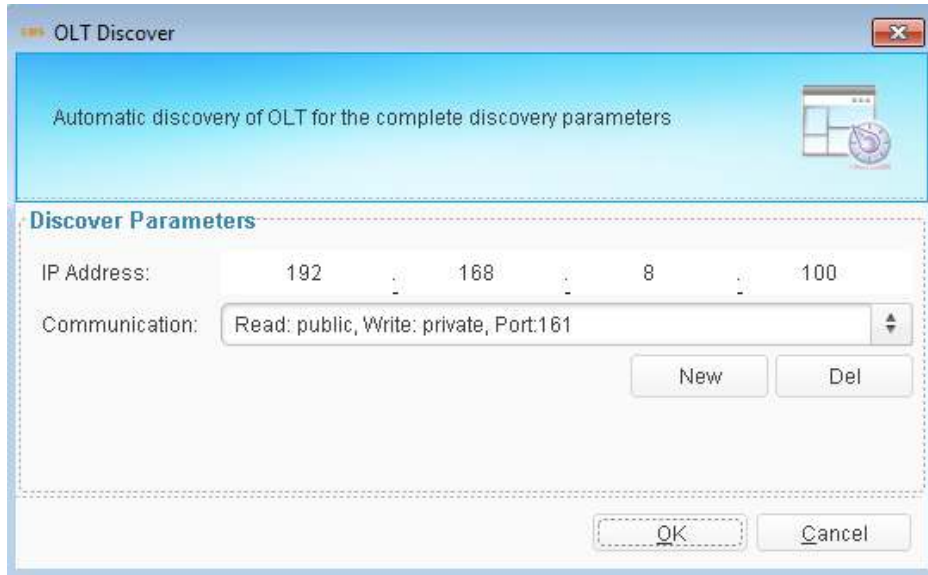 OLT Discover
Automatic discovery of OLT for the complete discovery parameters
Discover Parameters
IP Address: 192 . 168 . 8 . 100
Communication: Read: public, Write: private, Port:161
New Del
OK Cancel